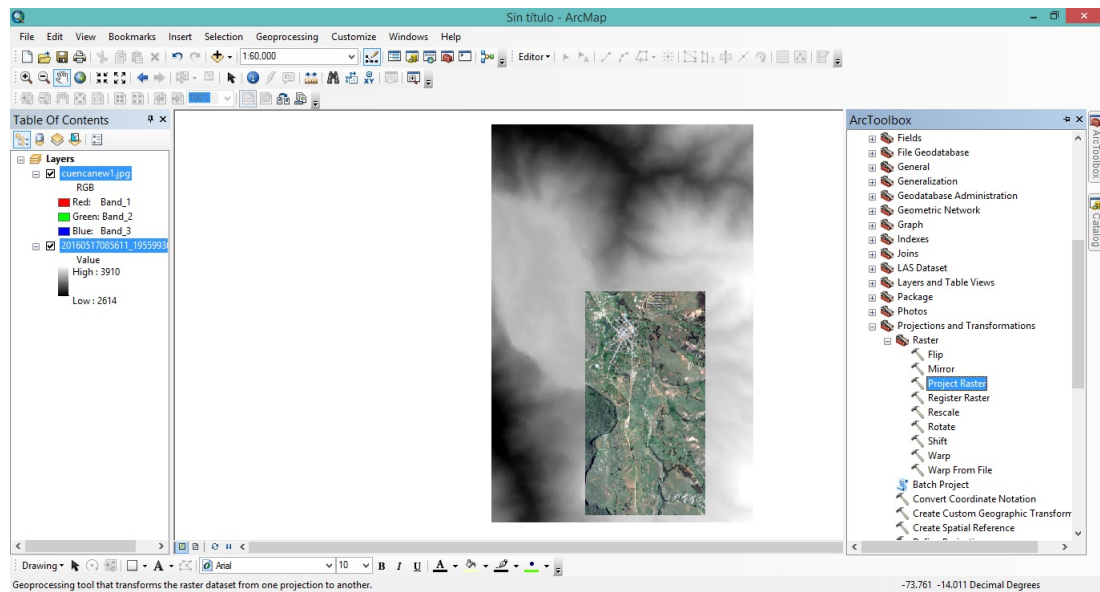 Sin título - ArcMap
File Edit View Bookmarks Insert Selection Geoprocessing Customize Windows Help
1:60,000
Editor
100%
Table Of Contents
Layers
cuencanew1.jpg
RGB
Red: Band_1
Green: Band_2
Blue: Band_3
20160517085611_1955993
Value
High : 3910
Low : 2614
ArcToolbox
Fields
File Geodatabase
General
Generalization
Geodatabase Administration
Geometric Network
Graph
Indexes
Joins
LAS Dataset
Layers and Table Views
Package
Photos
Projections and Transformations
Raster
Flip
Mirror
Project Raster
Register Raster
Rescale
Rotate
Shift
Warp
Warp From File
Batch Project
Convert Coordinate Notation
Create Custom Geographic Transform
Create Spatial Reference
ArcToolbox
Catalog
Drawing
A
Arial
10
B I U A
Geoprocessing tool that transforms the raster dataset from one projection to another.
-73.761 -14.011 Decimal Degrees